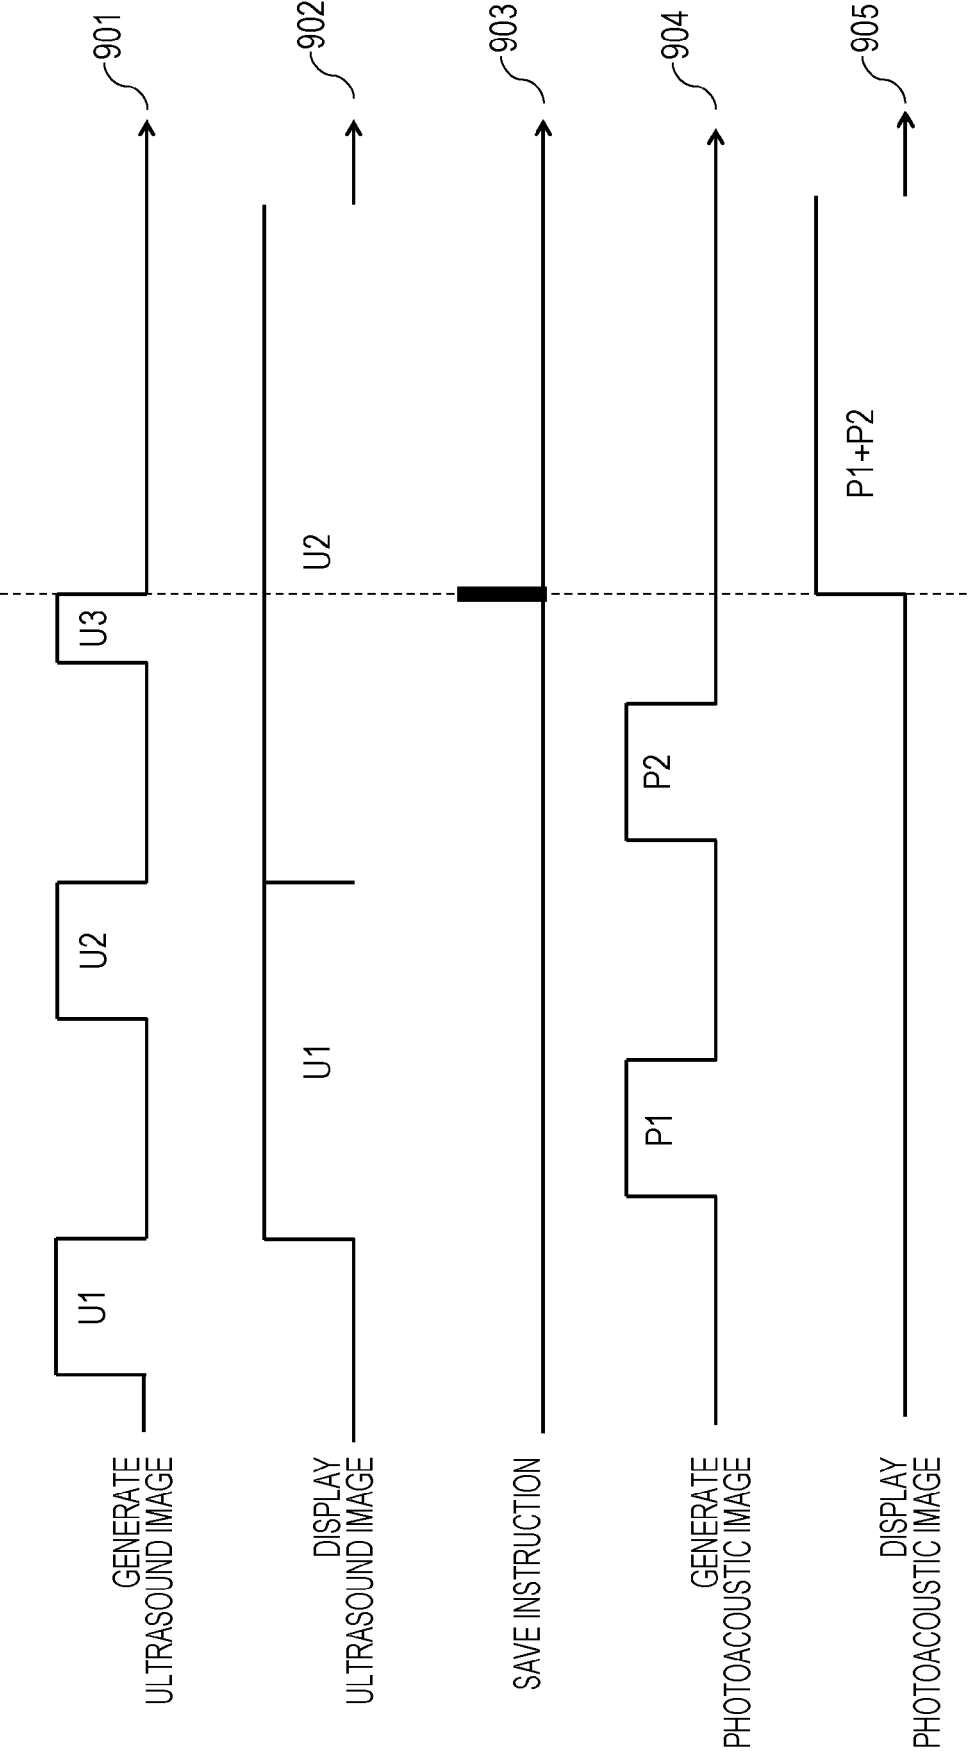 GENERATE
ULTRASOUND IMAGE
U1
U2
U3
901
DISPLAY
ULTRASOUND IMAGE
U1
U2
902
SAVE INSTRUCTION
903
GENERATE
PHOTOACOUSTIC IMAGE
P1
P2
904
DISPLAY
PHOTOACOUSTIC IMAGE
P1+P2
905